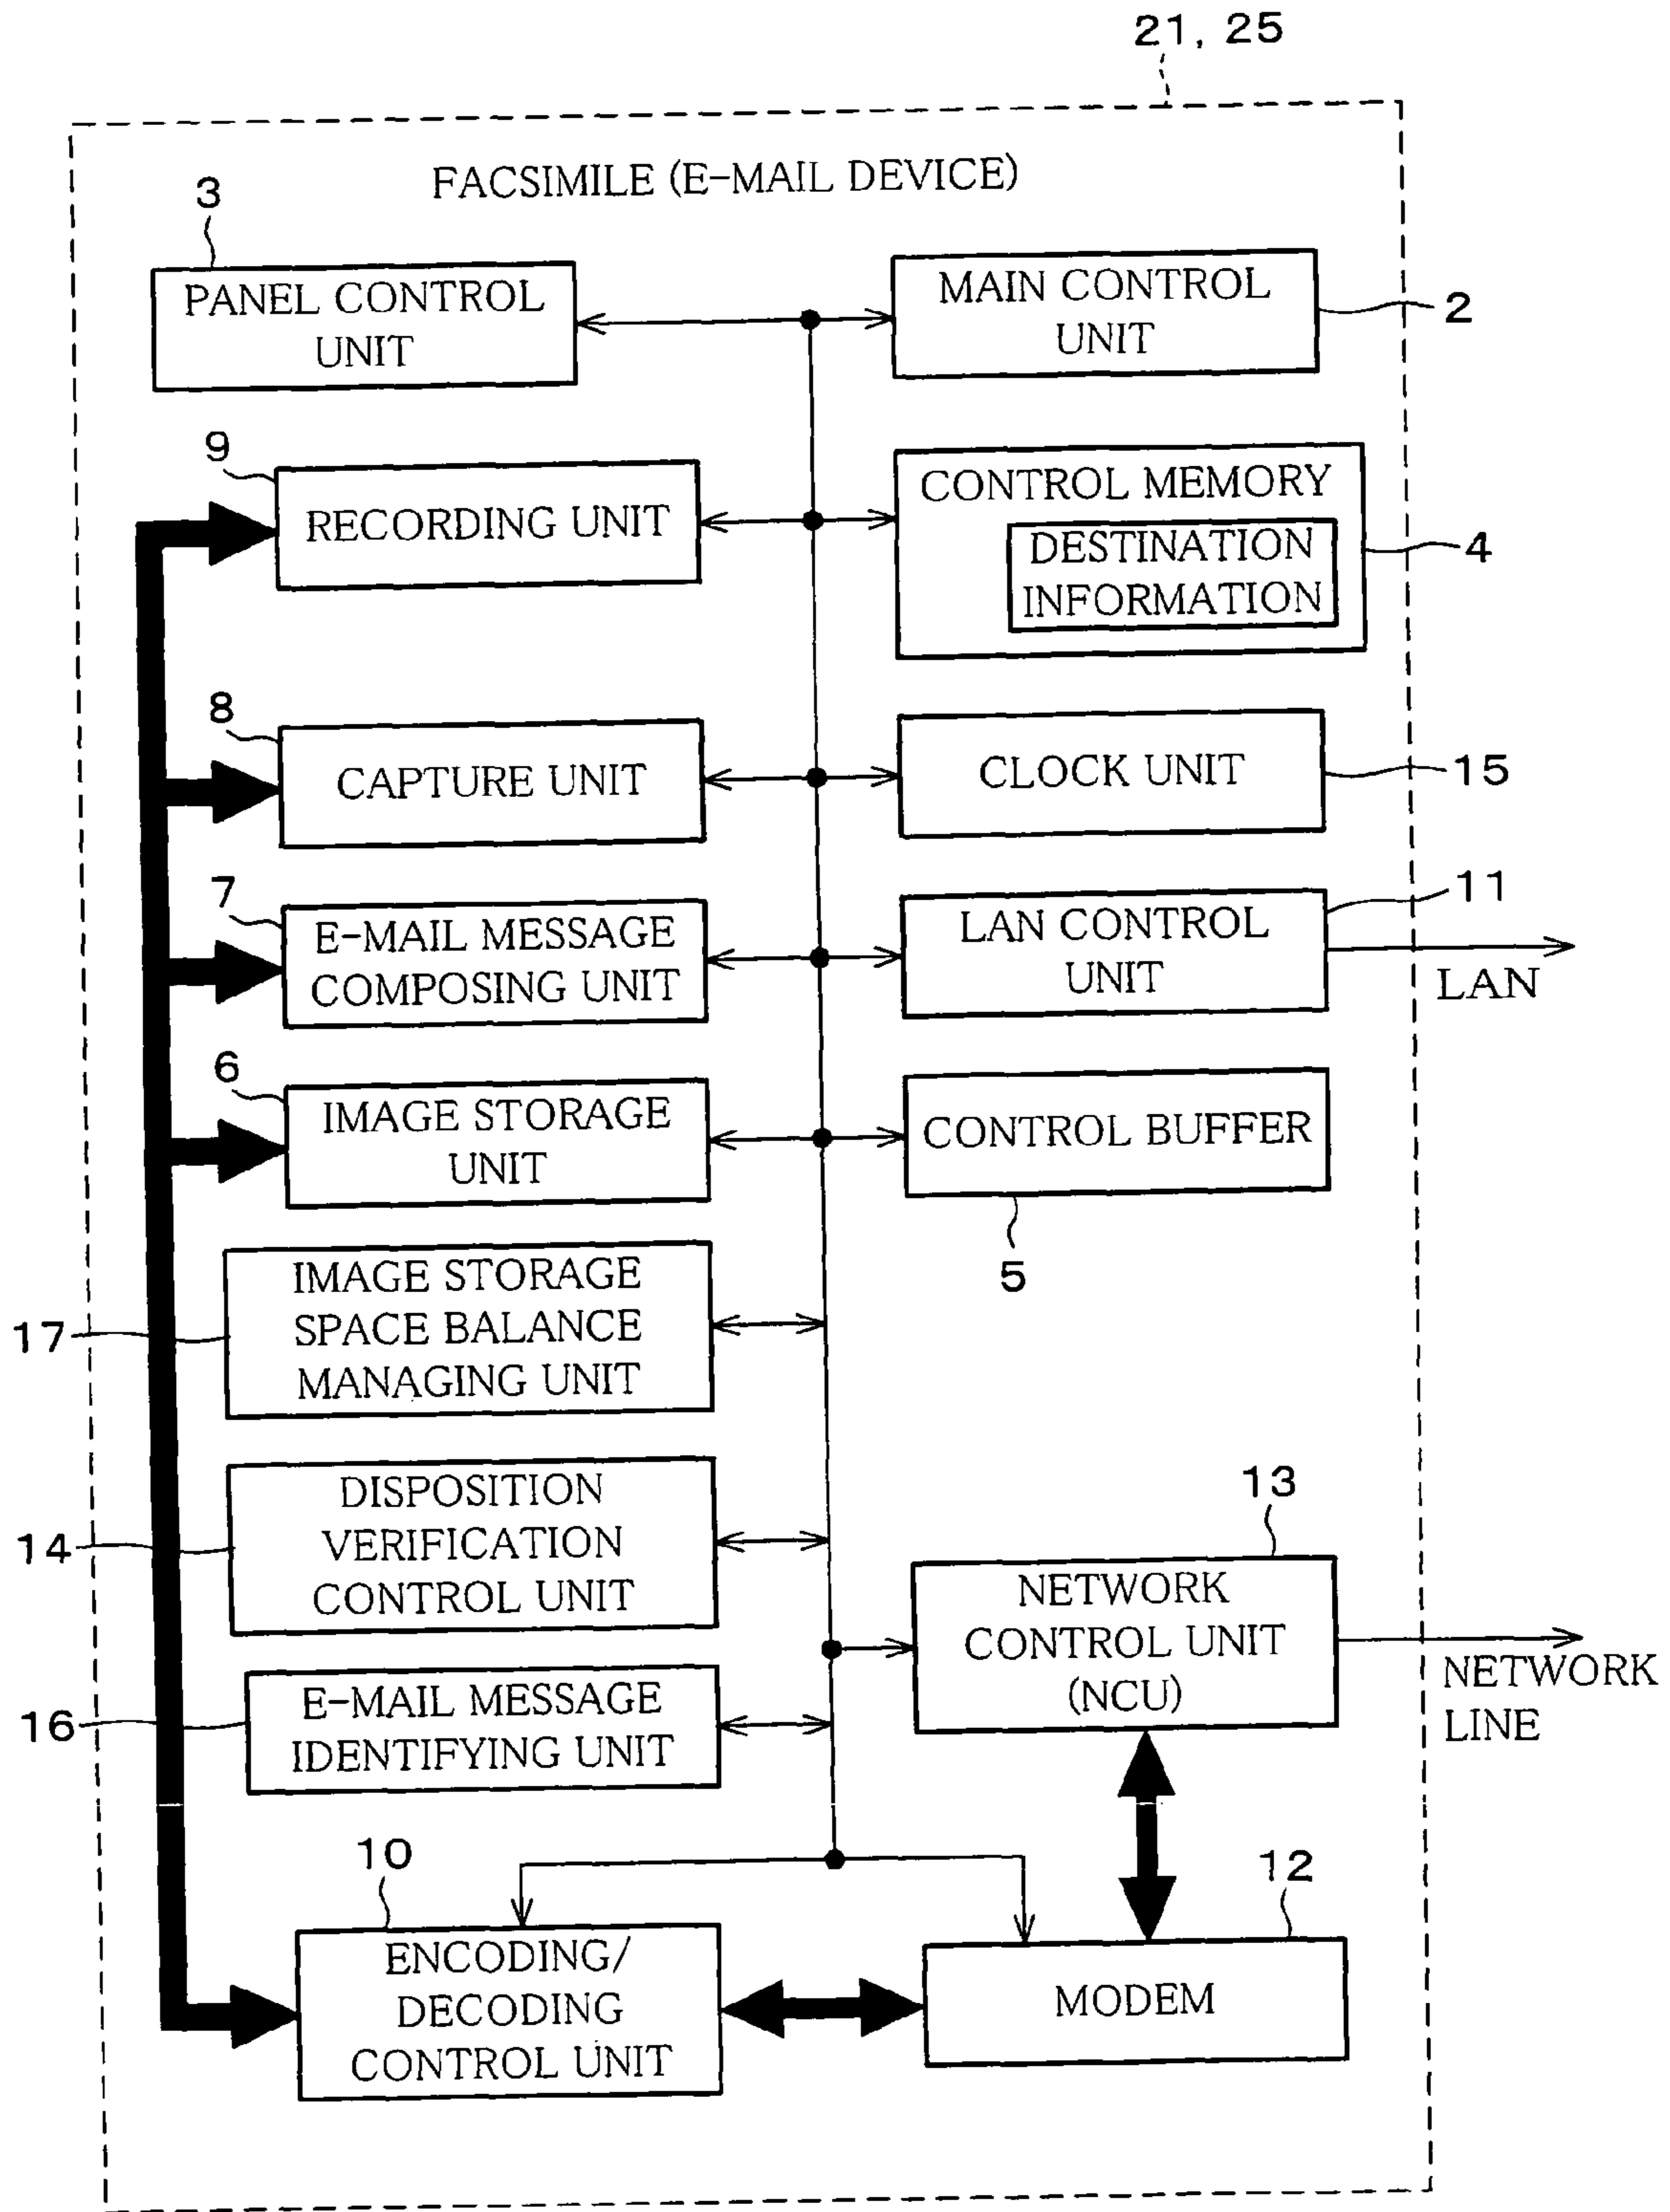 21, 25
FACSIMILE (E-MAIL DEVICE)
3
PANEL CONTROL
UNIT
MAIN CONTROL
UNIT
2
9
RECORDING UNIT
CONTROL MEMORY
DESTINATION
INFORMATION
4
8
CAPTURE UNIT
CLOCK UNIT
15
7
E-MAIL MESSAGE
COMPOSING UNIT
LAN CONTROL
UNIT
11
LAN
6
IMAGE STORAGE
UNIT
CONTROL BUFFER
5
17
IMAGE STORAGE
SPACE BALANCE
MANAGING UNIT
14
DISPOSITION
VERIFICATION
CONTROL UNIT
13
NETWORK
CONTROL UNIT
(NCU)
NETWORK
LINE
16
E-MAIL MESSAGE
IDENTIFYING UNIT
10
ENCODING/
DECODING
CONTROL UNIT
12
MODEM